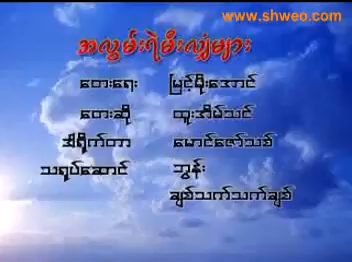 www.shweo.com
အလွမ်းရဲ့မီးလျှံများ
တေးရေး မြင့်မိုးအောင်
တေးဆို ထူးအိမ်သင်
ဒါရိုက်တာ မောင်ဇော်သစ်
သရုပ်ဆောင် ဘွန်း
ချစ်သက်သက်ချစ်